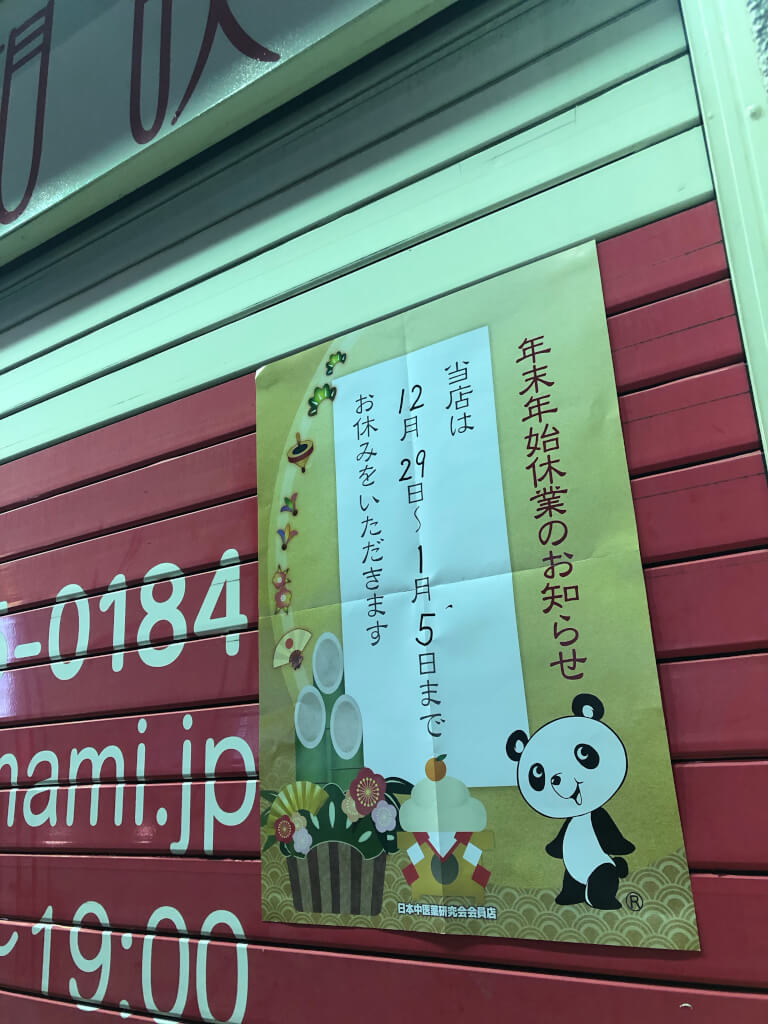 年末年始休業のお知らせ
当店は
12月29日～1月5日まで
お休みをいただきます
日本中医薬研究会会員店
®
-0184
nami.jp
～19:00